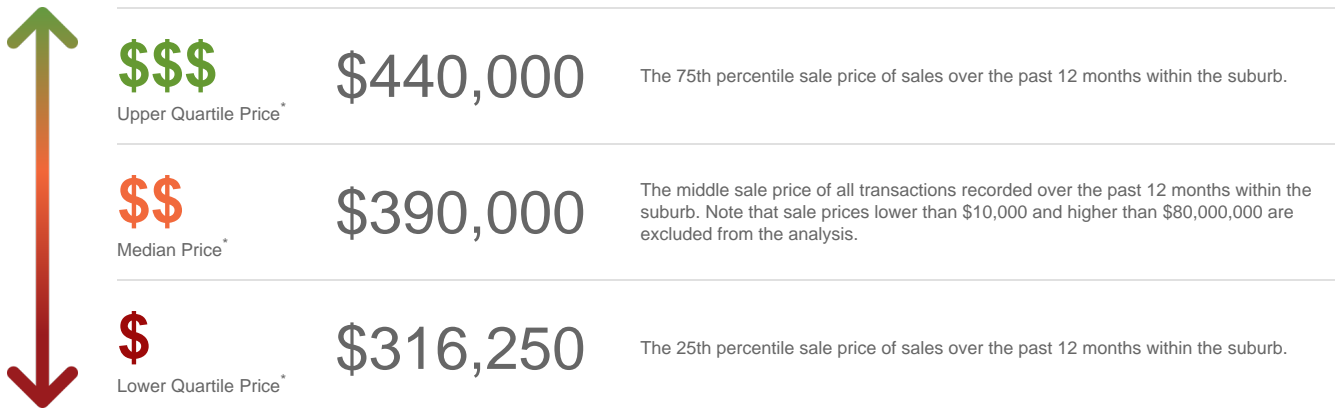 $$$
Upper Quartile Price*
$440,000
The 75th percentile sale price of sales over the past 12 months within the suburb.
$$
Median Price*
$390,000
The middle sale price of all transactions recorded over the past 12 months within the
suburb. Note that sale prices lower than $10,000 and higher than $80,000,000 are
excluded from the analysis.
$
Lower Quartile Price*
$316,250
The 25th percentile sale price of sales over the past 12 months within the suburb.